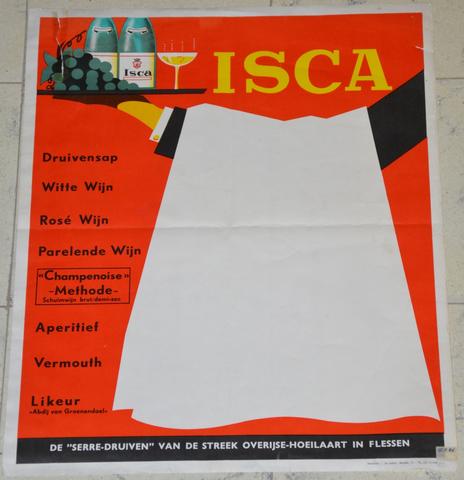 ISCA
Isca
Druivensap
Witte Wijn
Rosé Wijn
Parelende Wijn
"Champenoise"
-Methode-
Schuimwijn brut/demi-sec
Aperitief
Vermouth
Likeur
«Abdij van Groenendael»
DE "SERRE-DRUIVEN" VAN DE STREEK OVERIJSE-HOEILAART IN FLESSEN